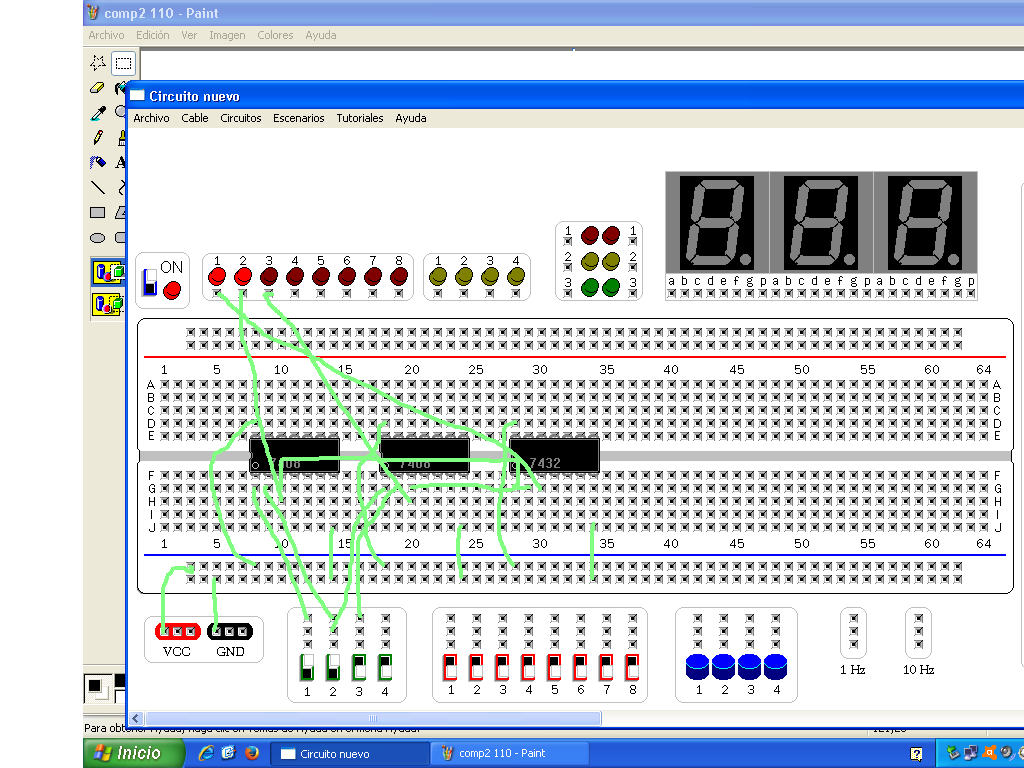 comp2 110 - Paint
Archivo Edición Ver Imagen Colores Ayuda
Circuito nuevo
Archivo Cable Circuitos Escenarios Tutoriales Ayuda
ON
1 2 3 4 5 6 7 8
1 2 3 4
1 1
2 2
3 3
a b c d e f g p a b c d e f g p a b c d e f g p
1 5 10 15 20 25 30 35 40 45 50 55 60 64
A A
B B
C C
D D
E E
7408 7408 7432
F F
G G
H H
I I
J J
1 5 10 15 20 25 30 35 40 45 50 55 60 64
VCC GND
1 2 3 4
1 2 3 4 5 6 7 8
1 2 3 4
1 Hz 10 Hz
Inicio
Circuito nuevo
comp2 110 - Paint